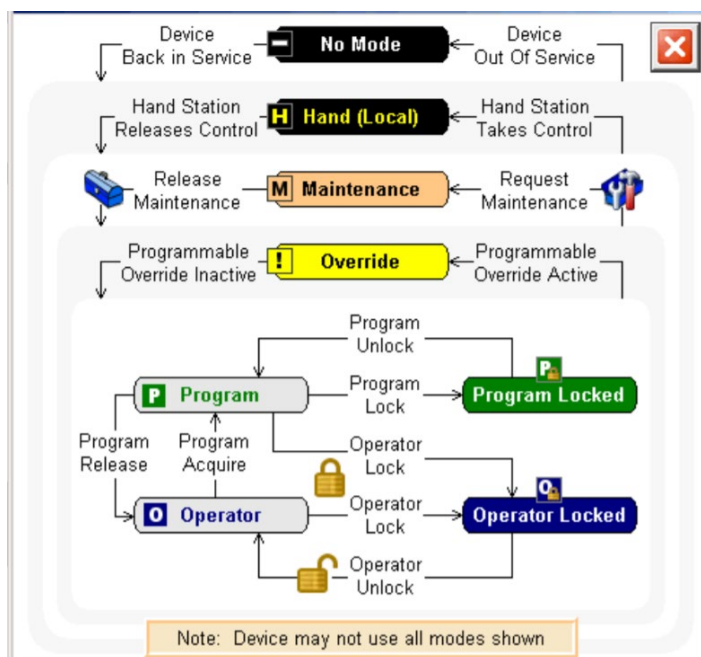 Device
Back in Service
No Mode
Device
Out Of Service
Hand Station
Releases Control
H
Hand (Local)
Hand Station
Takes Control
Release
Maintenance
M
Maintenance
Request
Maintenance
Programmable
Override Inactive
!
Override
Programmable
Override Active
Program
Unlock
P
Program
Program
Lock
P
Program Locked
Program
Release
Program
Acquire
Operator
Lock
O
Operator
Operator
Lock
O
Operator Locked
Operator
Unlock
Note: Device may not use all modes shown